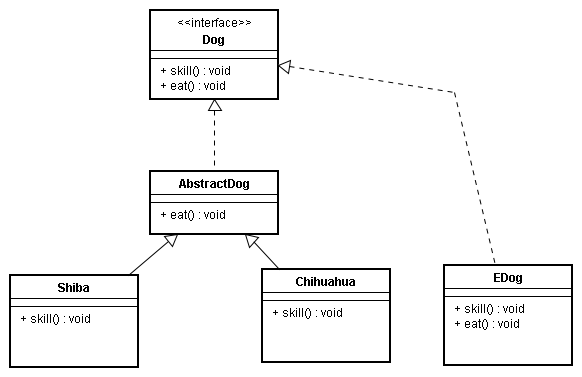 <<interface>>
Dog
+ skill() : void
+ eat() : void
AbstractDog
+ eat() : void
Shiba
+ skill() : void
Chihuahua
+ skill() : void
EDog
+ skill() : void
+ eat() : void